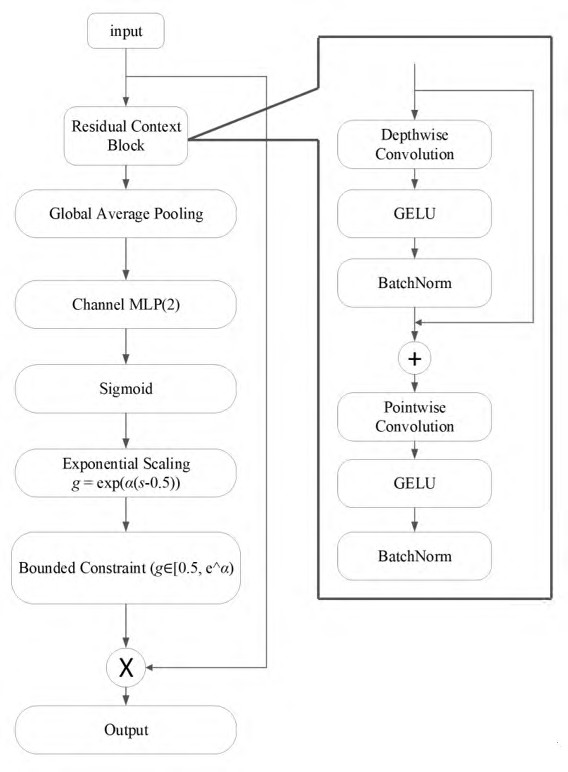 input
Residual Context
Block
Global Average Pooling
Channel MLP(2)
Sigmoid
Exponential Scaling
g = exp(α(s-0.5))
Bounded Constraint (g∈[0.5, e^α)
X
Output
Depthwise
Convolution
GELU
BatchNorm
+
Pointwise
Convolution
GELU
BatchNorm